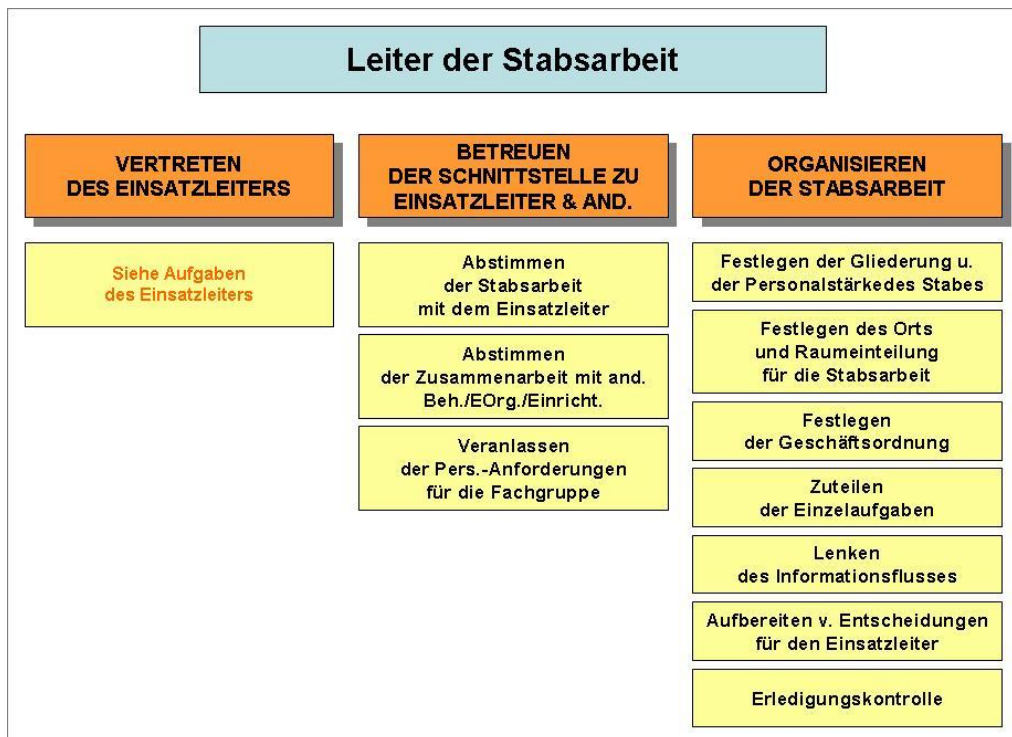 Leiter der Stabsarbeit
VERTRETEN
DES EINSATZLEITERS
Siehe Aufgaben
des Einsatzleiters
BETREUEN
DER SCHNITTSTELLE ZU
EINSATZLEITER & AND.
Abstimmen
der Stabsarbeit
mit dem Einsatzleiter
Abstimmen
der Zusammenarbeit mit and.
Beh./EOrg./Einricht.
Veranlassen
der Pers.-Anforderungen
für die Fachgruppe
ORGANISIEREN
DER STABSARBEIT
Festlegen der Gliederung u.
der Personalstärkedes Stabes
Festlegen des Orts
und Raumeinteilung
für die Stabsarbeit
Festlegen
der Geschäftsordnung
Zuteilen
der Einzelaufgaben
Lenken
des Informationsflusses
Aufbereiten v. Entscheidungen
für den Einsatzleiter
Erledigungskontrolle